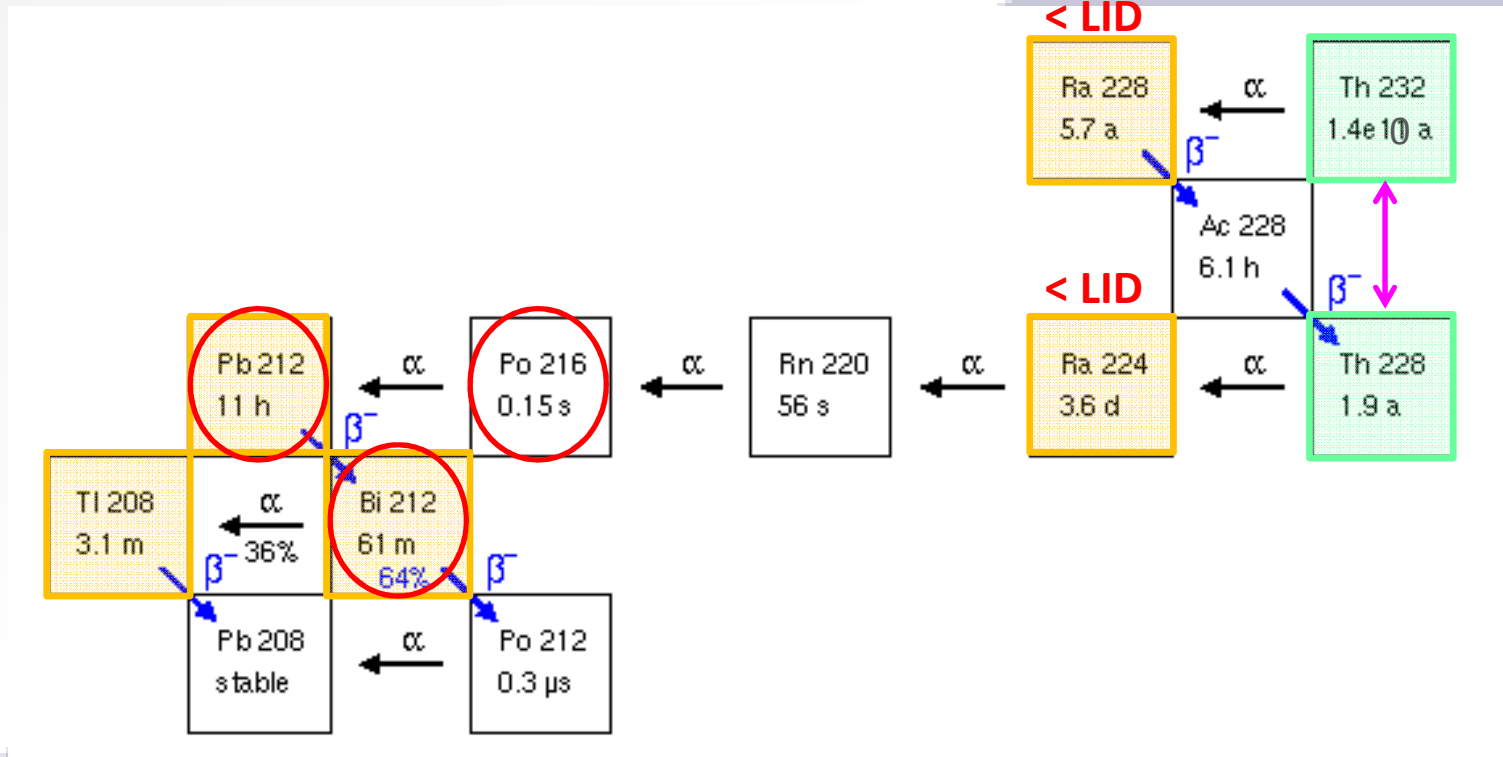 < LID
Ra 228
5.7 a
α
Th 232
1.4e10 a
β⁻
Ac 228
6.1 h
< LID
β⁻
Pb 212
11 h
α
Po 216
0.15 s
α
Rn 220
56 s
α
Ra 224
3.6 d
α
Th 228
1.9 a
β⁻
Tl 208
3.1 m
α
36%
Bi 212
61 m
64%
β⁻
β⁻
Pb 208
stable
α
Po 212
0.3 µs